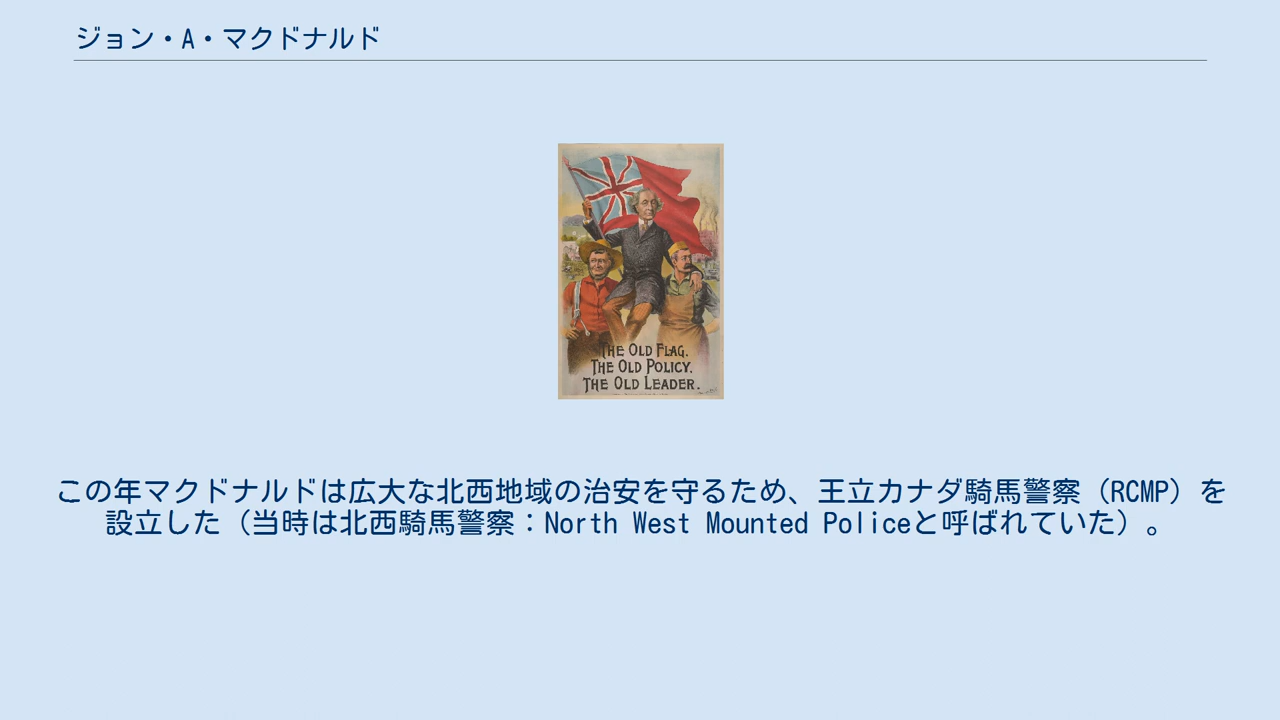 ジョン・A・マクドナルド
THE OLD FLAG.
THE OLD POLICY.
THE OLD LEADER.
この年マクドナルドは広大な北西地域の治安を守るため、王立カナダ騎馬警察（RCMP）を
設立した（当時は北西騎馬警察：North West Mounted Policeと呼ばれていた）。